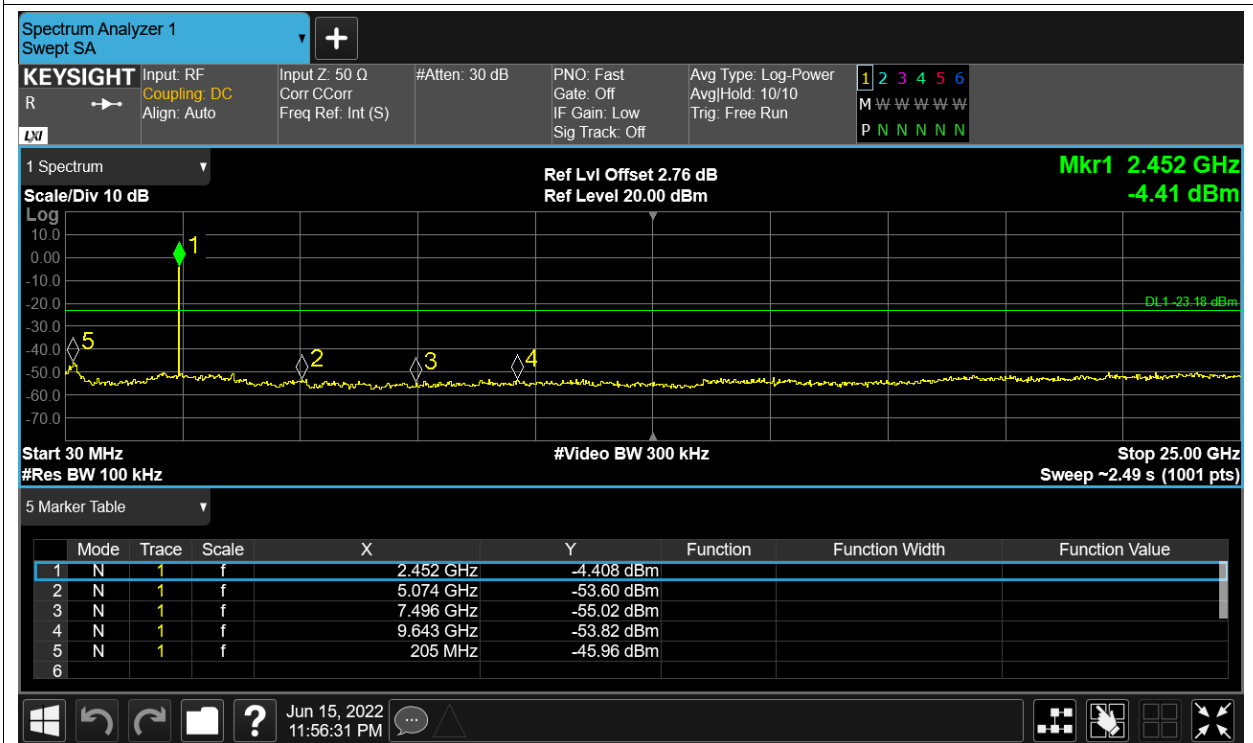 Spectrum Analyzer 1
Swept SA
KEYSIGHT Input: RF Input Z: 50 Ω #Atten: 30 dB PNO: Fast Avg Type: Log-Power 1 2 3 4 5 6
R Coupling: DC Corr CCorr Gate: Off Avg|Hold: 10/10 M W W W W W
Align: Auto Freq Ref: Int (S) IF Gain: Low Trig: Free Run
LXI Sig Track: Off P N N N N N
1 Spectrum Ref Lvl Offset 2.76 dB Mkr1 2.452 GHz
Scale/Div 10 dB Ref Level 20.00 dBm -4.41 dBm
Log
10.0 1
0.00
-10.0
-20.0 DL1 -23.18 dBm
-30.0
-40.0 5 2 3 4
-50.0
-60.0
-70.0
Start 30 MHz #Video BW 300 kHz Stop 25.00 GHz
#Res BW 100 kHz Sweep ~2.49 s (1001 pts)
5 Marker Table
Mode Trace Scale X Y Function Function Width Function Value
1 N 1 f 2.452 GHz -4.408 dBm
2 N 1 f 5.074 GHz -53.60 dBm
3 N 1 f 7.496 GHz -55.02 dBm
4 N 1 f 9.643 GHz -53.82 dBm
5 N 1 f 205 MHz -45.96 dBm
6
? Jun 15, 2022
11:56:31 PM